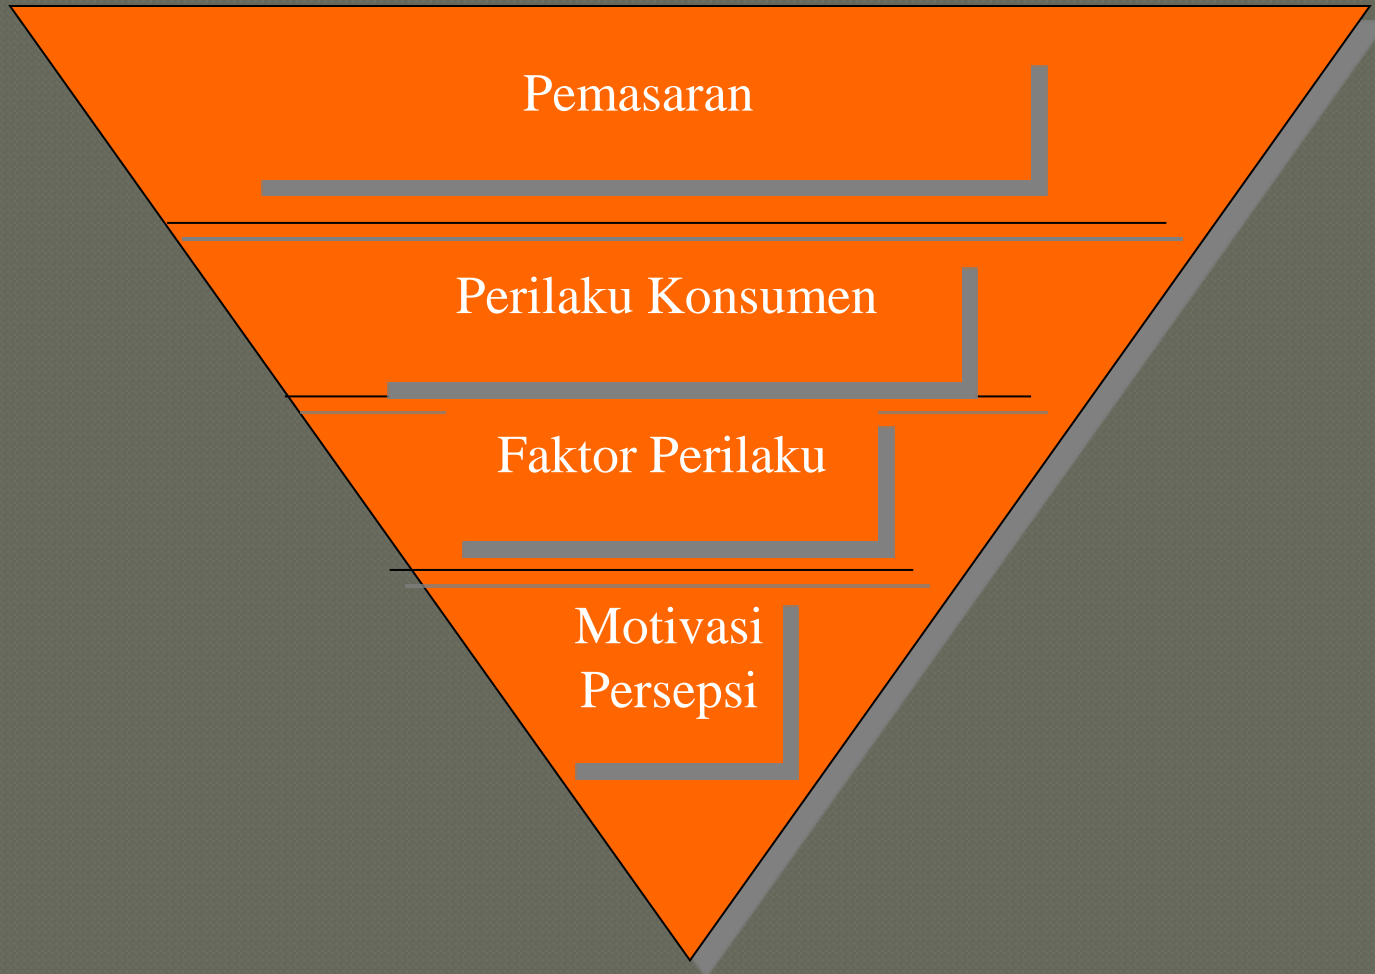 Pemasaran
Perilaku Konsumen
Faktor Perilaku
Motivasi
Persepsi